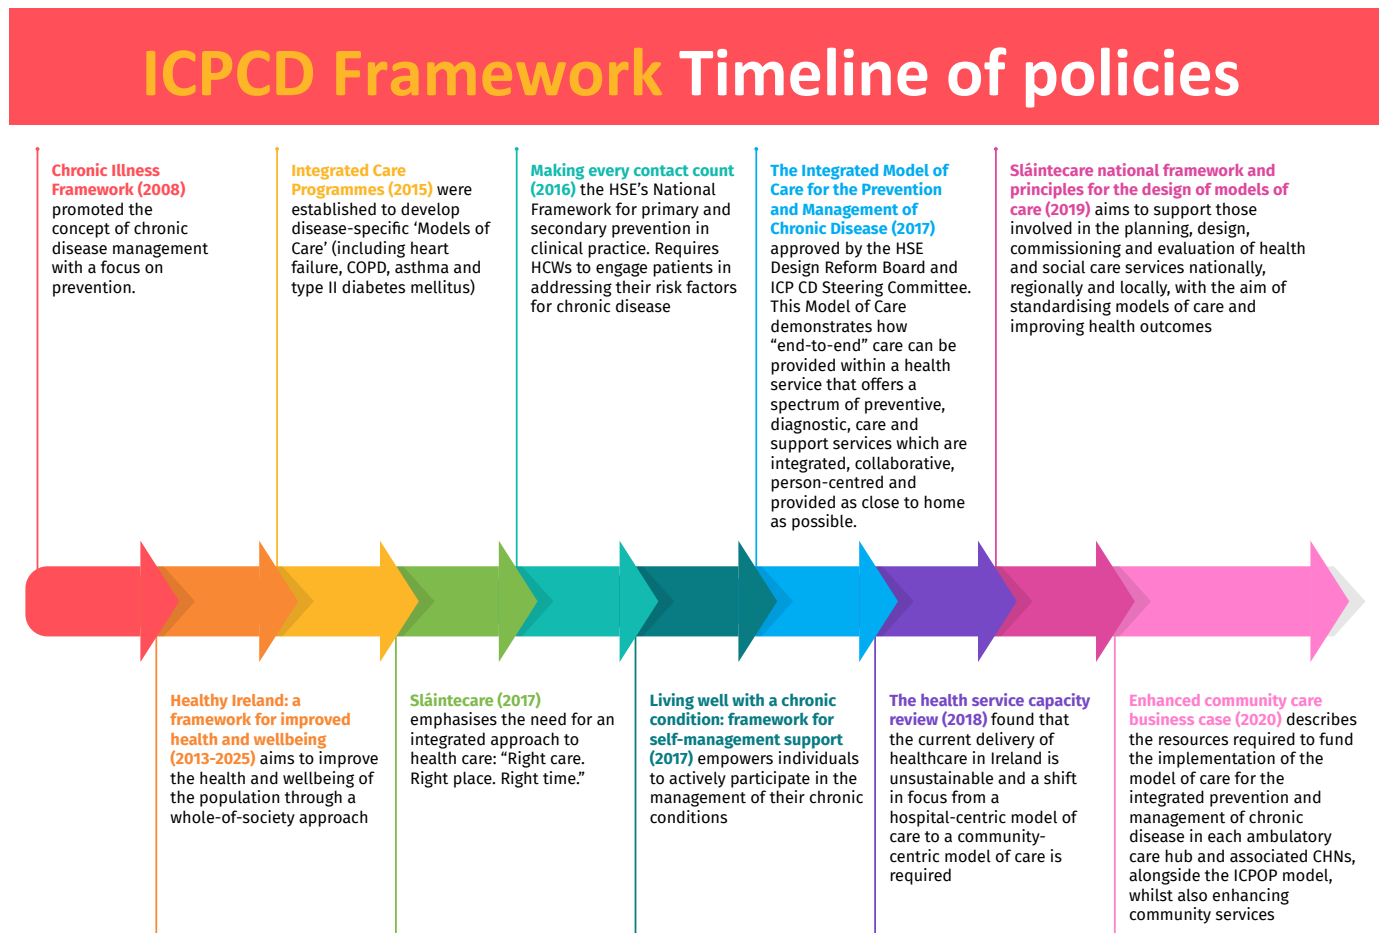 ICPCD Framework Timeline of policies
Chronic Illness
Framework (2008)
promoted the
concept of chronic
disease management
with a focus on
prevention.
Integrated Care
Programmes (2015) were
established to develop
disease-specific ‘Models of
Care’ (including heart
failure, COPD, asthma and
type II diabetes mellitus)
Making every contact count
(2016) the HSE’s National
Framework for primary and
secondary prevention in
clinical practice. Requires
HCWs to engage patients in
addressing their risk factors
for chronic disease
The Integrated Model of
Care for the Prevention
and Management of
Chronic Disease (2017)
approved by the HSE
Design Reform Board and
ICP CD Steering Committee.
This Model of Care
demonstrates how
“end-to-end” care can be
provided within a health
service that offers a
spectrum of preventive,
diagnostic, care and
support services which are
integrated, collaborative,
person-centred and
provided as close to home
as possible.
Sláintecare national framework and
principles for the design of models of
care (2019) aims to support those
involved in the planning, design,
commissioning and evaluation of health
and social care services nationally,
regionally and locally, with the aim of
standardising models of care and
improving health outcomes
Healthy Ireland: a
framework for improved
health and wellbeing
(2013-2025) aims to improve
the health and wellbeing of
the population through a
whole-of-society approach
Sláintecare (2017)
emphasises the need for an
integrated approach to
health care: “Right care.
Right place. Right time.”
Living well with a chronic
condition: framework for
self-management support
(2017) empowers individuals
to actively participate in the
management of their chronic
conditions
The health service capacity
review (2018) found that
the current delivery of
healthcare in Ireland is
unsustainable and a shift
in focus from a
hospital-centric model of
care to a community-
centric model of care is
required
Enhanced community care
business case (2020) describes
the resources required to fund
the implementation of the
model of care for the
integrated prevention and
management of chronic
disease in each ambulatory
care hub and associated CHNs,
alongside the ICPOP model,
whilst also enhancing
community services